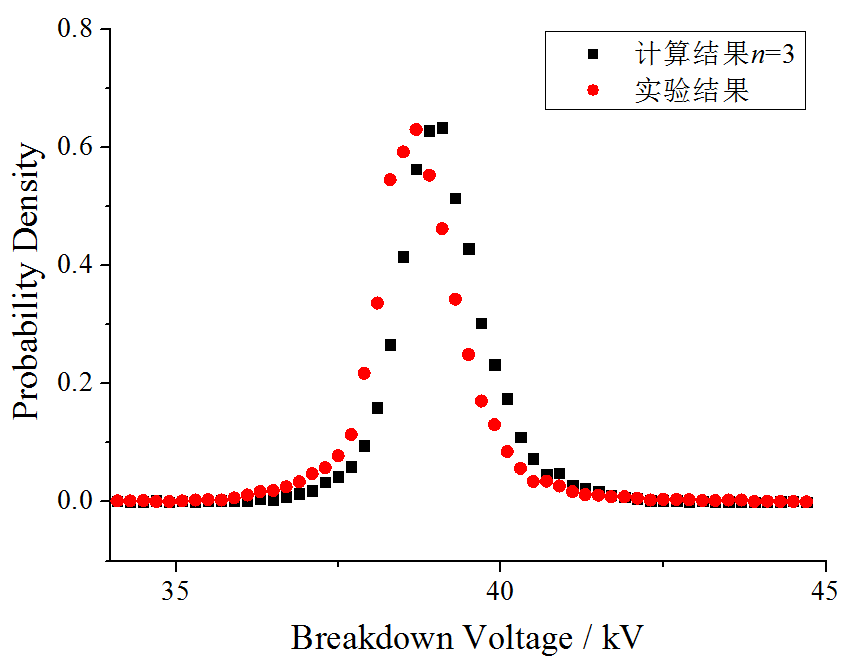 0.8
计算结果n=3
实验结果
0.6
0.4
0.2
0.0
Probability Density
35
40
45
Breakdown Voltage / kV